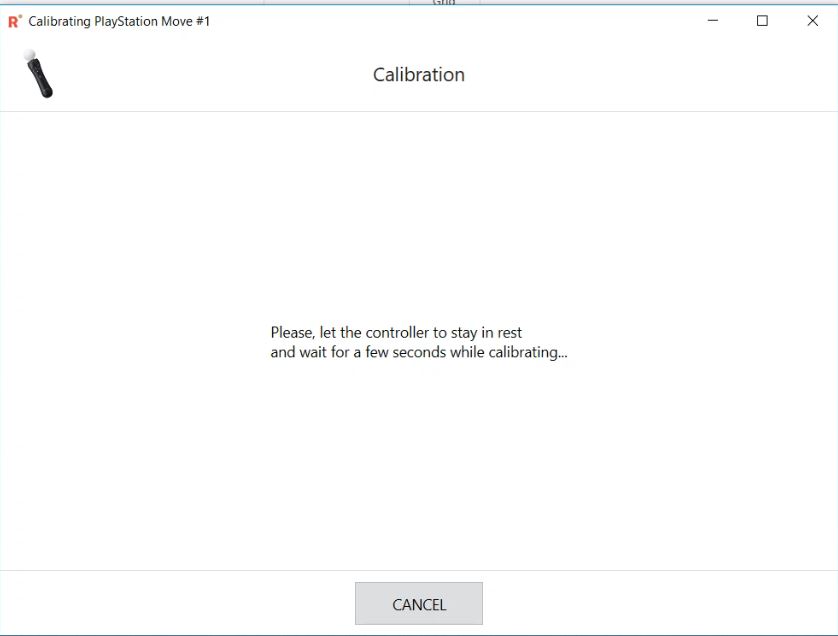 Grid
R Calibrating PlayStation Move #1
Calibration
Please, let the controller to stay in rest
and wait for a few seconds while calibrating...
CANCEL